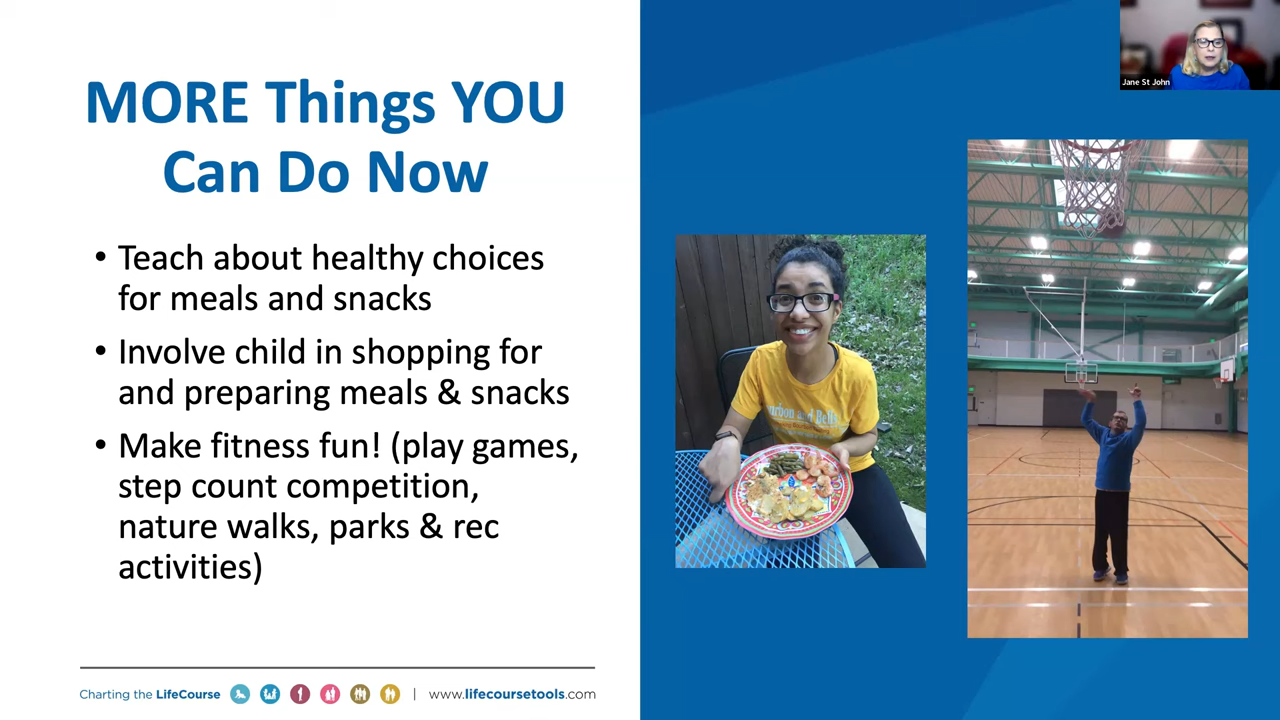 MORE Things YOU
Can Do Now
• Teach about healthy choices
for meals and snacks
• Involve child in shopping for
and preparing meals & snacks
• Make fitness fun! (play games,
step count competition,
nature walks, parks & rec
activities)
Charting the LifeCourse | www.lifecoursetools.com
Jane St John